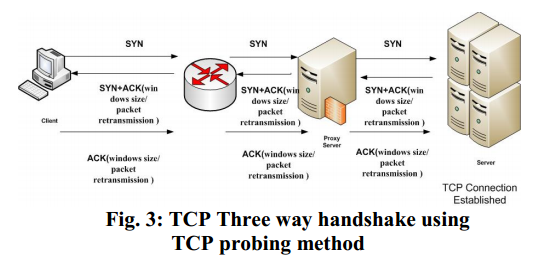 SYN
SYN
SYN
SYN+ACK(win
dows size/
packet
retransmission )
SYN+ACK(win
dows size/
packet
retransmission )
SYN+ACK(win
dows size/
packet
retransmission )
Client
Proxy
Server
Server
ACK(windows size/
packet
retransmission )
ACK(windows size/
packet
retransmission )
ACK(windows size/
packet
retransmission )
TCP Connection
Established
Fig. 3: TCP Three way handshake using
TCP probing method